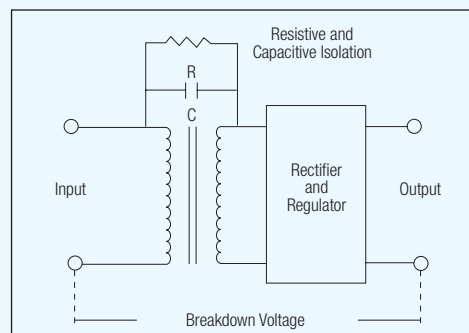 Resistive and
Capacitive Isolation
R
C
Input
Rectifier
and
Regulator
Output
Breakdown Voltage